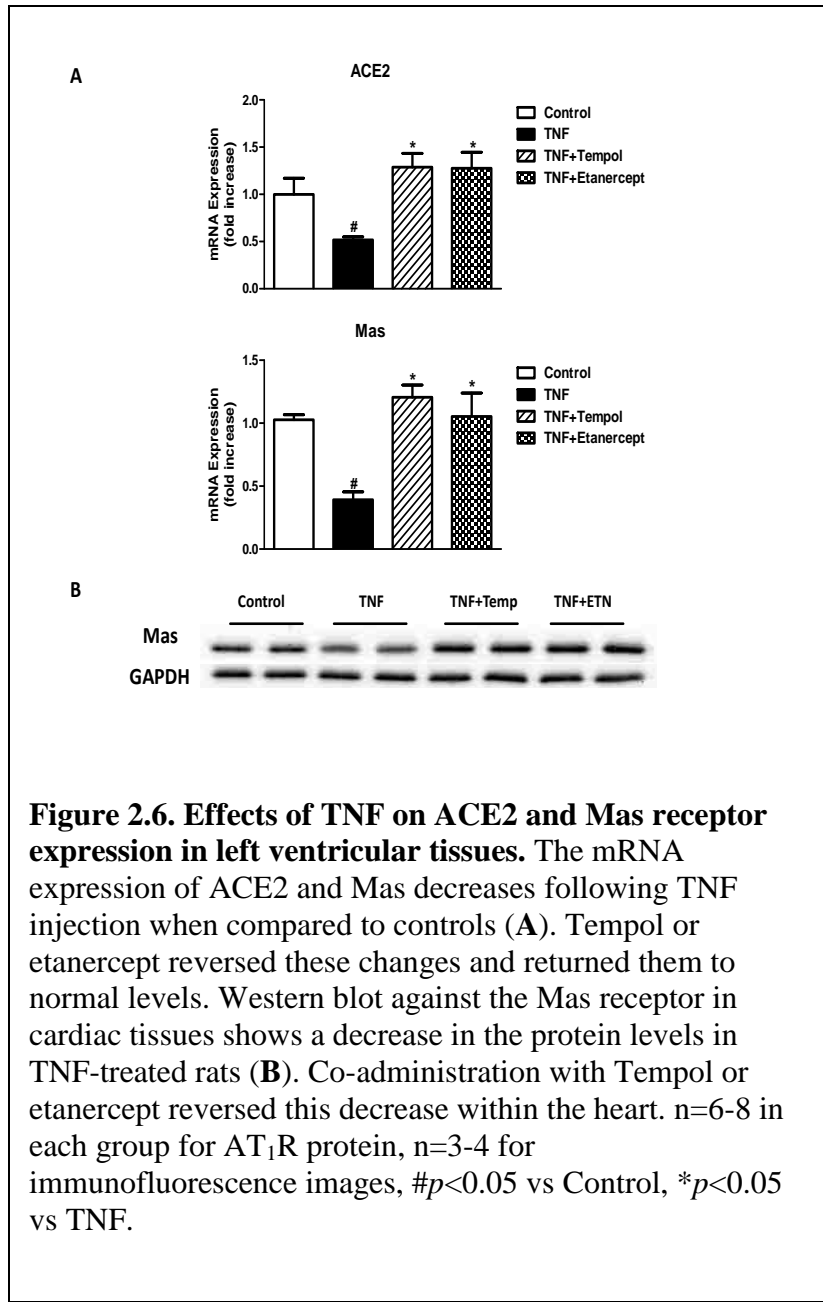 A
ACE2
mRNA Expression
(fold increase)
2.0
1.5
1.0
0.5
0.0
#
*
*
Control
TNF
TNF+Tempol
TNF+Etanercept
Mas
mRNA Expression
(fold increase)
1.5
1.0
0.5
0.0
#
*
*
Control
TNF
TNF+Tempol
TNF+Etanercept
B
Control TNF TNF+Temp TNF+ETN
Mas
GAPDH
Figure 2.6. Effects of TNF on ACE2 and Mas receptor
expression in left ventricular tissues. The mRNA
expression of ACE2 and Mas decreases following TNF
injection when compared to controls (A). Tempol or
etanercept reversed these changes and returned them to
normal levels. Western blot against the Mas receptor in
cardiac tissues shows a decrease in the protein levels in
TNF-treated rats (B). Co-administration with Tempol or
etanercept reversed this decrease within the heart. n=6-8 in
each group for AT₁R protein, n=3-4 for
immunofluorescence images, #p<0.05 vs Control, *p<0.05
vs TNF.